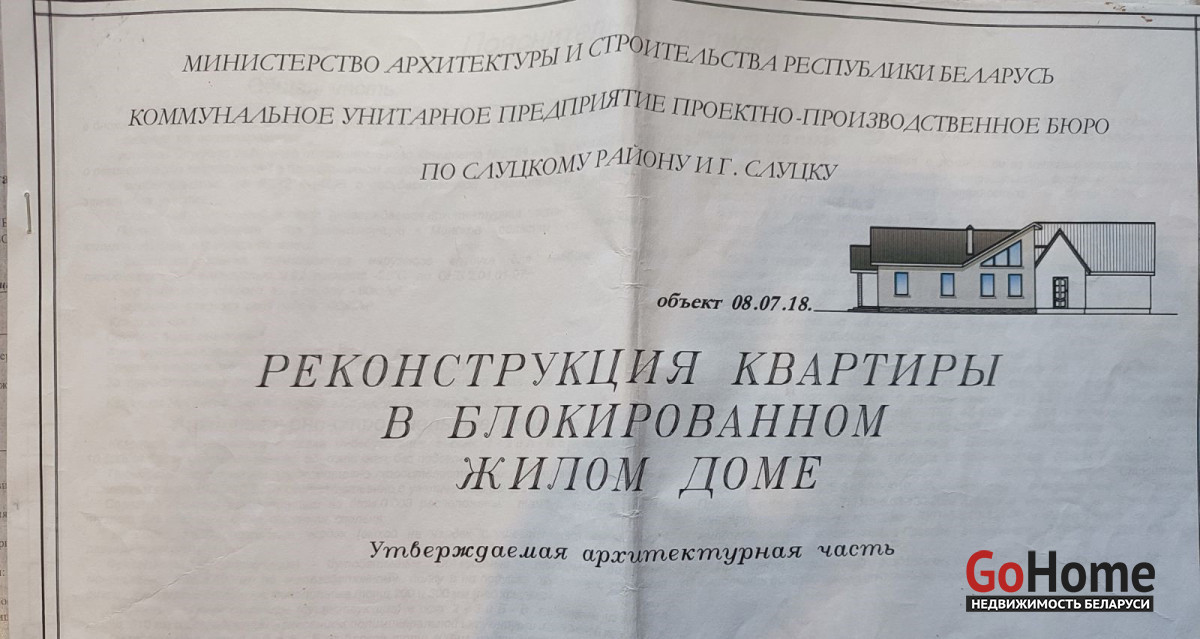 МИНИСТЕРСТВО АРХИТЕКТУРЫ И СТРОИТЕЛЬСТВА РЕСПУБЛИКИ БЕЛАРУСЬ
КОММУНАЛЬНОЕ УНИТАРНОЕ ПРЕДПРИЯТИЕ ПРОЕКТНО-ПРОИЗВОДСТВЕННОЕ БЮРО
ПО СЛУЦКОМУ РАЙОНУ И Г. СЛУЦКУ
объект 08.07.18.
РЕКОНСТРУКЦИЯ КВАРТИРЫ
В БЛОКИРОВАННОМ
ЖИЛОМ ДОМЕ
Утверждаемая архитектурная часть
GoHome
НЕДВИЖИМОСТЬ БЕЛАРУСИ